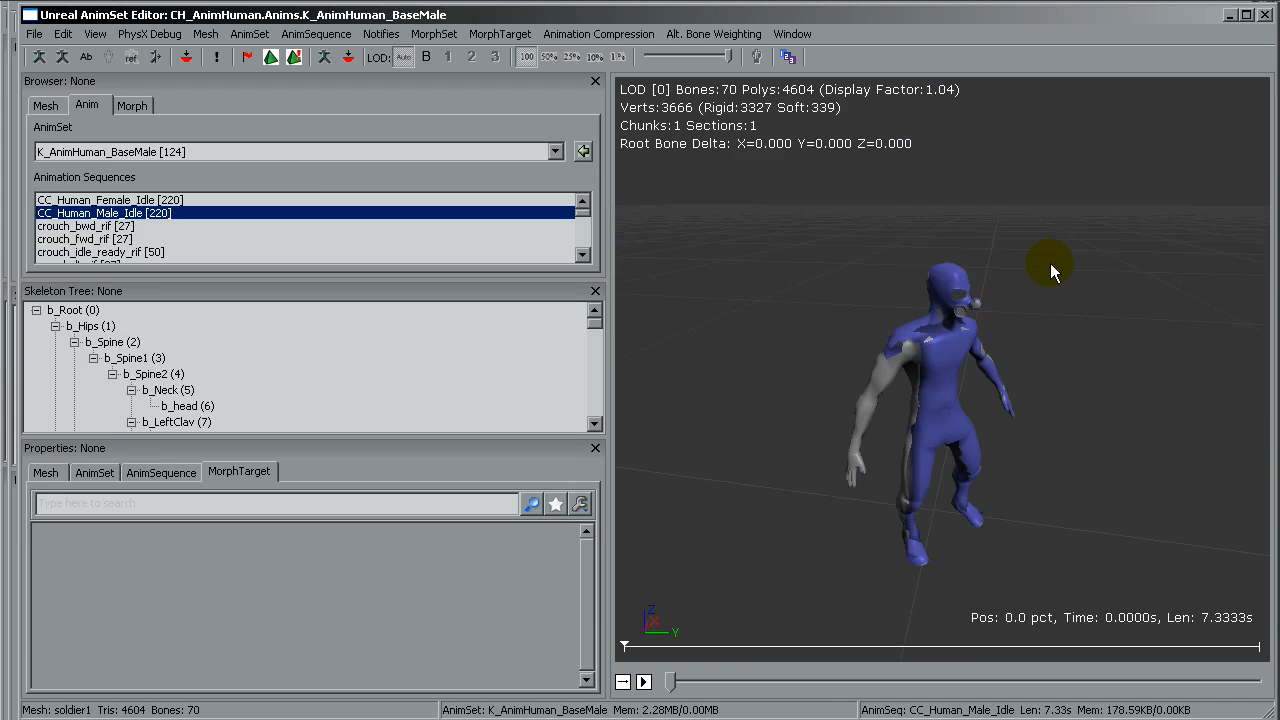 Unreal AnimSet Editor: CH_AnimHuman.Anims.K_AnimHuman_BaseMale
File Edit View PhysX Debug Mesh AnimSet AnimSequence Notifies MorphSet MorphTarget Animation Compression Alt. Bone Weighting Window
Ab ref LOD: Auto B 1 2 3 100 50% 25% 10% 1%
Browser: None
Mesh Anim Morph
AnimSet
K_AnimHuman_BaseMale [124]
Animation Sequences
CC_Human_Female_Idle [220]
CC_Human_Male_Idle [220]
crouch_bwd_rif [27]
crouch_fwd_rif [27]
crouch_idle_ready_rif [50]
Skeleton Tree: None
b_Root (0)
b_Hips (1)
b_Spine (2)
b_Spine1 (3)
b_Spine2 (4)
b_Neck (5)
b_head (6)
b_LeftClav (7)
Properties: None
Mesh AnimSet AnimSequence MorphTarget
Type here to search
LOD [0] Bones:70 Polys:4604 (Display Factor:1.04)
Verts:3666 (Rigid:3327 Soft:339)
Chunks:1 Sections:1
Root Bone Delta: X=0.000 Y=0.000 Z=0.000
Z
X
Y
Pos: 0.0 pct, Time: 0.0000s, Len: 7.3333s
Mesh: soldier1 Tris: 4604 Bones: 70
AnimSet: K_AnimHuman_BaseMale Mem: 2.28MB/0.00MB
AnimSeq: CC_Human_Male_Idle Len: 7.33s Mem: 178.59KB/0.00KB